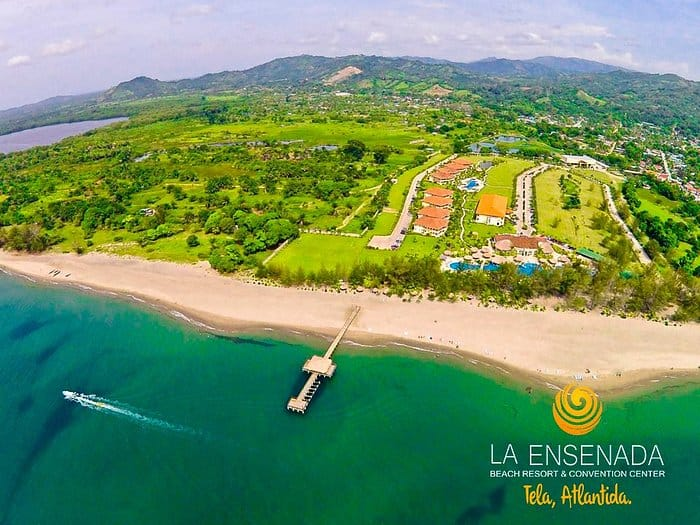 LA ENSENADA
BEACH RESORT & CONVENTION CENTER
Tela, Atlantida.